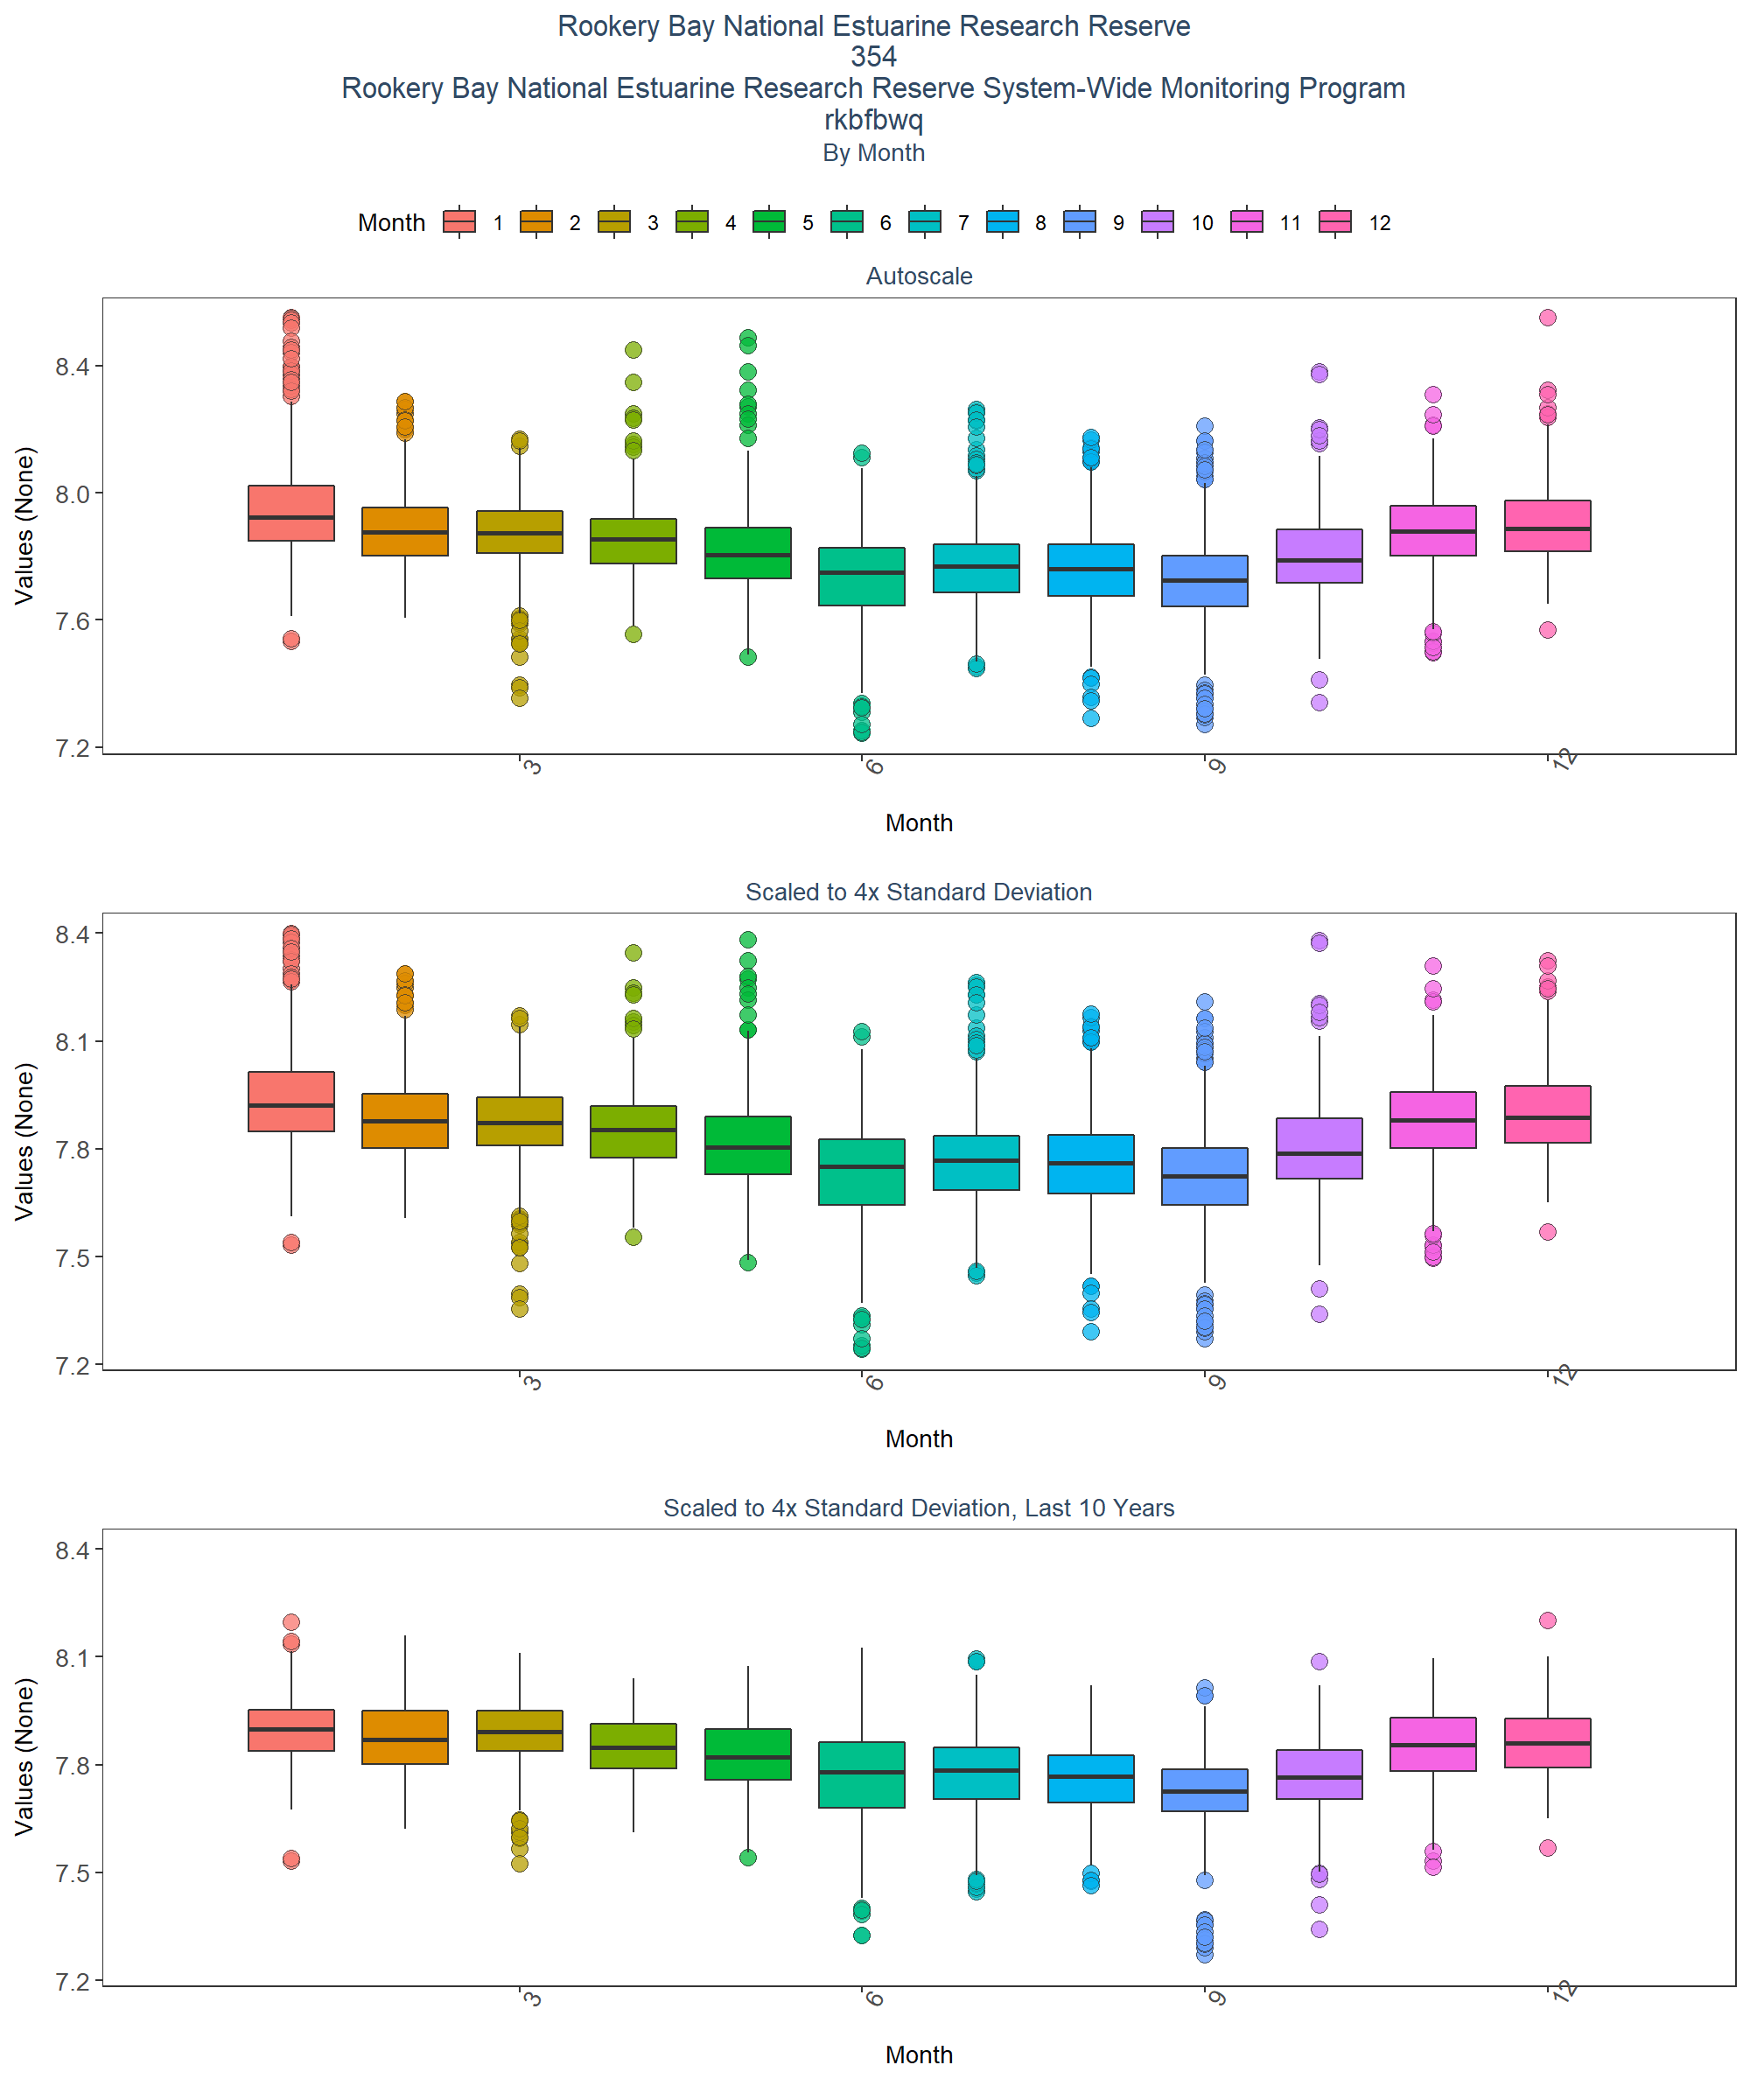 Rookery Bay National Estuarine Research Reserve
354
Rookery Bay National Estuarine Research Reserve System-Wide Monitoring Program
rkbfbwq
By Month
Month 1 2 3 4 5 6 7 8 9 10 11 12
Autoscale
Values (None)
8.4
8.0
7.6
7.2
3 6 9 12
Month
Scaled to 4x Standard Deviation
Values (None)
8.4
8.1
7.8
7.5
7.2
3 6 9 12
Month
Scaled to 4x Standard Deviation, Last 10 Years
Values (None)
8.4
8.1
7.8
7.5
7.2
3 6 9 12
Month